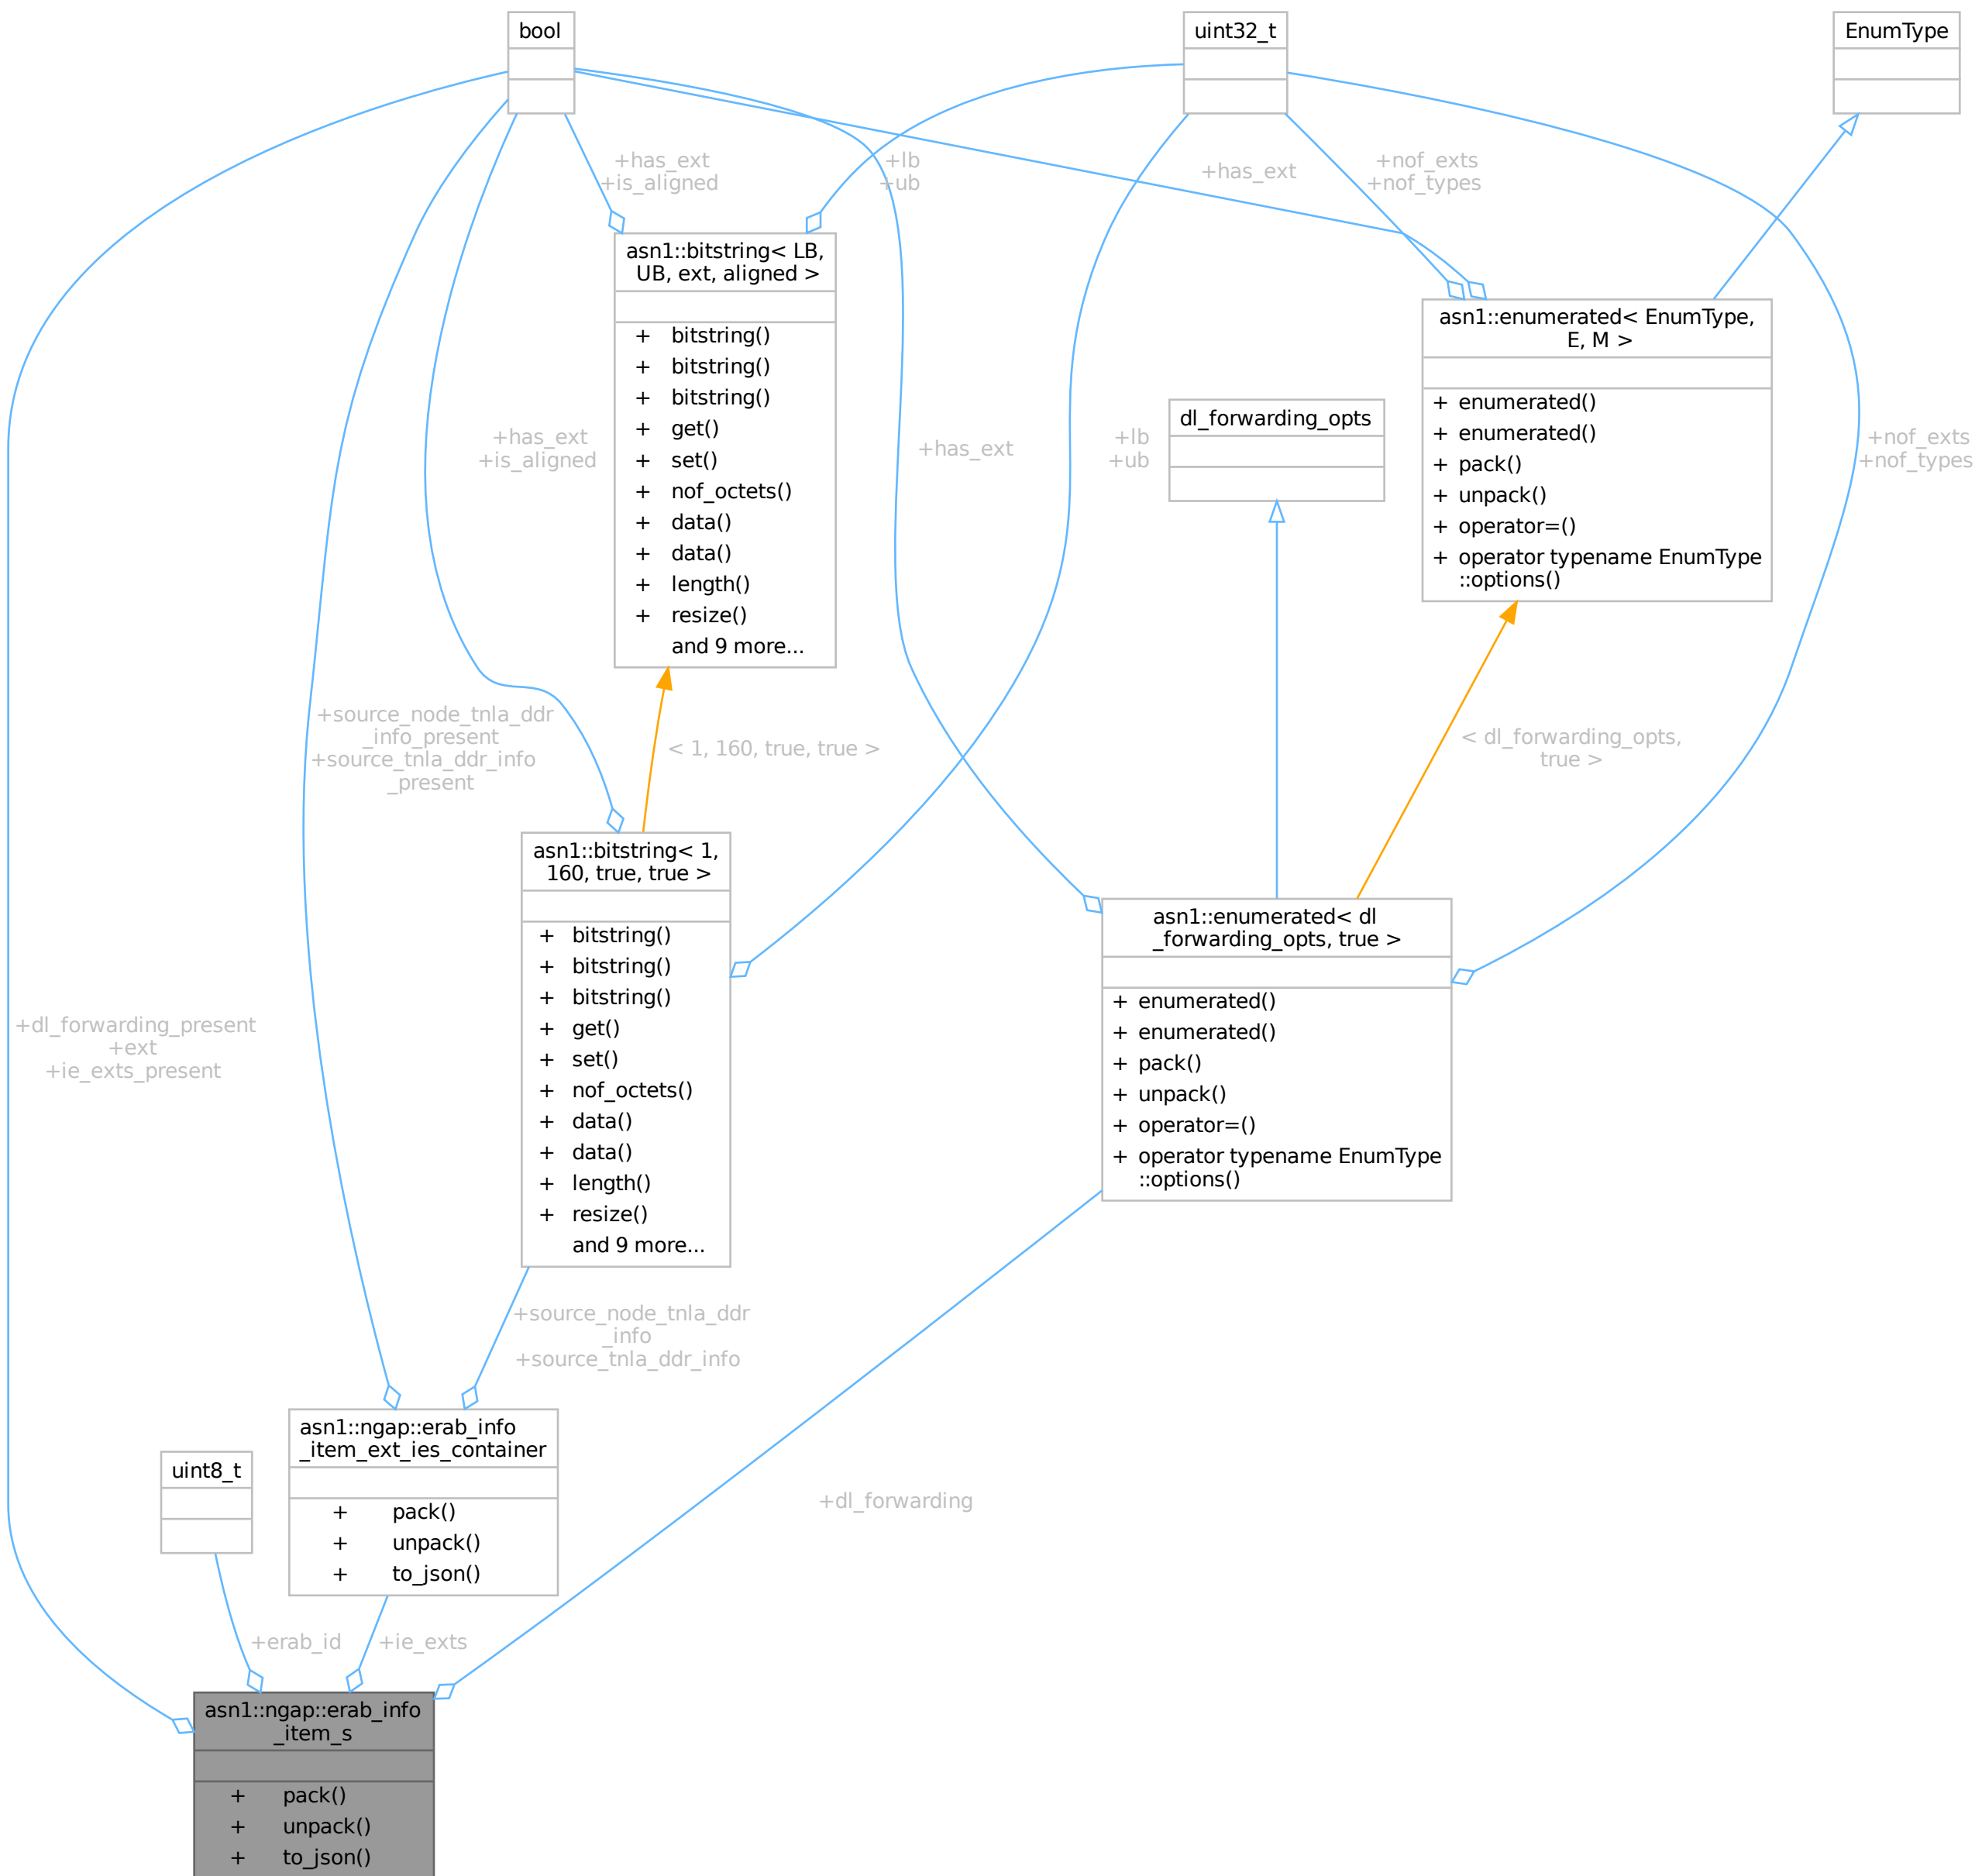 bool
uint32_t
EnumType
+has_ext
+is_aligned
+lb
+ub
+has_ext
+nof_exts
+nof_types
asn1::bitstring< LB,
UB, ext, aligned >
+ bitstring()
+ bitstring()
+ bitstring()
+ get()
+ set()
+ nof_octets()
+ data()
+ data()
+ length()
+ resize()
and 9 more...
asn1::enumerated< EnumType,
E, M >
+ enumerated()
+ enumerated()
+ pack()
+ unpack()
+ operator=()
+ operator typename EnumType
::options()
dl_forwarding_opts
+has_ext
+is_aligned
+has_ext
+lb
+ub
+nof_exts
+nof_types
+source_node_tnla_ddr
_info_present
+source_tnla_ddr_info
_present
< 1, 160, true, true >
< dl_forwarding_opts,
true >
asn1::bitstring< 1,
160, true, true >
+ bitstring()
+ bitstring()
+ bitstring()
+ get()
+ set()
+ nof_octets()
+ data()
+ data()
+ length()
+ resize()
and 9 more...
asn1::enumerated< dl
_forwarding_opts, true >
+ enumerated()
+ enumerated()
+ pack()
+ unpack()
+ operator=()
+ operator typename EnumType
::options()
+dl_forwarding_present
+ext
+ie_exts_present
+source_node_tnla_ddr
_info
+source_tnla_ddr_info
asn1::ngap::erab_info
_item_ext_ies_container
+ pack()
+ unpack()
+ to_json()
uint8_t
+dl_forwarding
+erab_id
+ie_exts
asn1::ngap::erab_info
_item_s
+ pack()
+ unpack()
+ to_json()